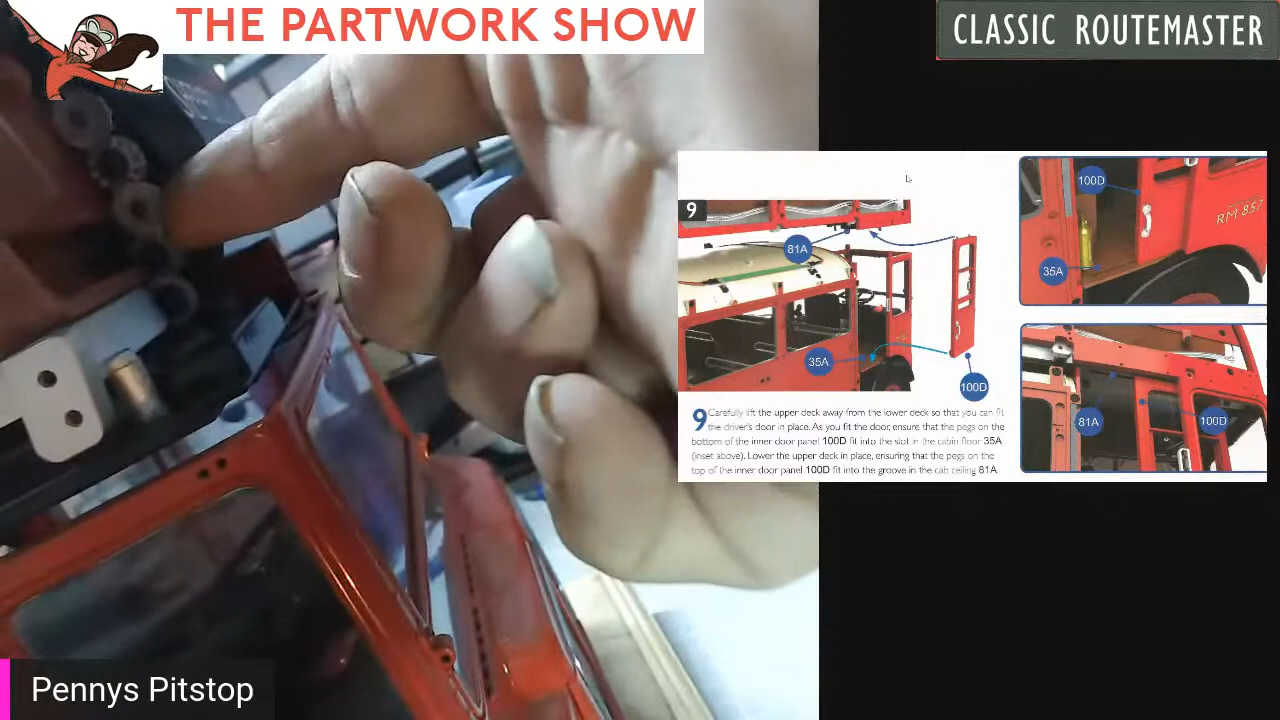 THE PARTWORK SHOW
CLASSIC ROUTEMASTER
9
81A
35A
100D
100D
35A
RM 857
81A
100D
9 Carefully lift the upper deck away from the lower deck so that you can fit
the driver's door in place. As you fit the door, ensure that the pegs on the
bottom of the inner door panel 100D fit into the slot in the cabin floor 35A
(inset above). Lower the upper deck in place, ensuring that the pegs on the
top of the inner door panel 100D fit into the groove in the cab ceiling 81A
Pennys Pitstop